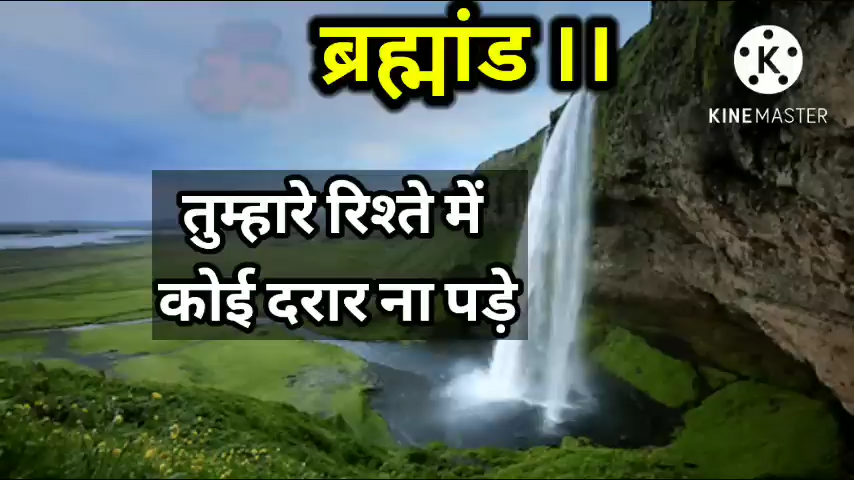 ब्रह्मांड ।।
KINEMASTER
तुम्हारे रिश्ते में
कोई दरार ना पड़े